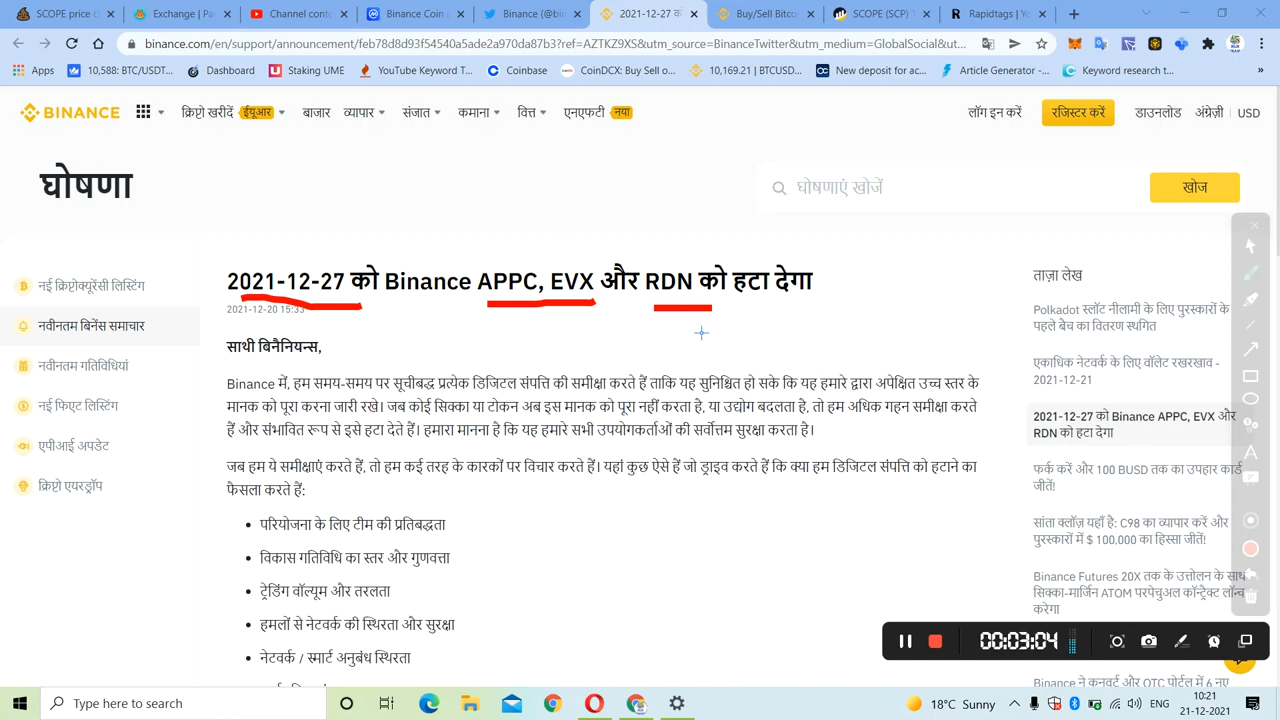 2021-12-27 क
Binance A
Buy/Sell Bitco
SCOPE (SCP) T
Rapidtags | Yo
binance.com/en/support/announcement/feb78d8d93f54540a5ade2a970da87b3?ref=AZTKZ9XS&utm_source=BinanceTwitter&utm_medium=GlobalSocial&ut...
Apps 10,588: BTC/USDT... Dashboard Staking UME YouTube Keyword T... Coinbase CoinDCX: Buy Sel o... 10,169.21 | BTCUSD... New deposit for ac... Article Generator -... Keyword research t... »
BINANCE क्रिप्टो खरीदें ईयूआर बाजार व्यापार संजात कमाना वित्त एनएफटी नया लॉग इन करें रजिस्टर करें डाउनलोड अंग्रेज़ी | USD
घोषणा
घोषणाएं खोजें खोज
2021-12-27 को Binance APPC, EVX और RDN को हटा देगा
2021-12-20 15:33
साथी बिनैनियन्स,
Binance में, हम समय-समय पर सूचीबद्ध प्रत्येक डिजिटल संपत्ति की समीक्षा करते हैं ताकि यह सुनिश्चित हो सके कि यह हमारे द्वारा अपेक्षित उच्च स्तर के
मानक को पूरा करना जारी रखे। जब कोई सिक्का या टोकन अब इस मानक को पूरा नहीं करता है, या उद्योग बदलता है, तो हम अधिक गहन समीक्षा करते
हैं और संभावित रूप से इसे हटा देते हैं। हमारा मानना है कि यह हमारे सभी उपयोगकर्ताओं की सर्वोत्तम सुरक्षा करता है।
जब हम ये समीक्षाएं करते हैं, तो हम कई तरह के कारकों पर विचार करते हैं। यहां कुछ ऐसे हैं जो ड्राइव करते हैं कि क्या हम डिजिटल संपत्ति को हटाने का
फैसला करते हैं:
• परियोजना के लिए टीम की प्रतिबद्धता
• विकास गतिविधि का स्तर और गुणवत्ता
• ट्रेडिंग वॉल्यूम और तरलता
• हमलों से नेटवर्क की स्थिरता और सुरक्षा
• नेटवर्क / स्मार्ट अनुबंध स्थिरता
नई क्रिप्टोक्यूरेंसी लिस्टिंग
नवीनतम बिनेंस समाचार
नवीनतम गतिविधियां
नई फिएट लिस्टिंग
एपीआई अपडेट
क्रिप्टो एयरड्रॉप
ताज़ा लेख
Polkadot स्लॉट नीलामी के लिए पुरस्कारों के
पहले बैच का वितरण स्थगित
एकाधिक नेटवर्क के लिए वॉलेट रखरखाव -
2021-12-21
2021-12-27 को Binance APPC, EVX और
RDN को हटा देगा
फर्क करें और 100 BUSD तक का उपहार कार्ड
जीतें!
सांता क्लॉज़ यहाँ है: C98 का व्यापार करें और
पुरस्कारों में $ 100,000 का हिस्सा जीतें!
Binance Futures 20X तक के उत्तोलन के साथ
सिक्का-मार्जिन ATOM परपेचुअल कॉन्ट्रैक्ट लॉन्च
करेगा
Binance ने कनवर्ट और OTC पोर्टल में 6 नए
00:03:04
Type here to search
18°C Sunny
ENG
10:21
21-12-2021